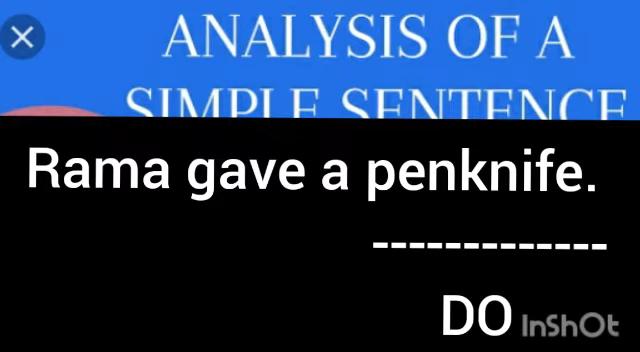 ANALYSIS OF A
SIMPLE SENTENCE
Rama gave a penknife.
-------------
DO
InShOt